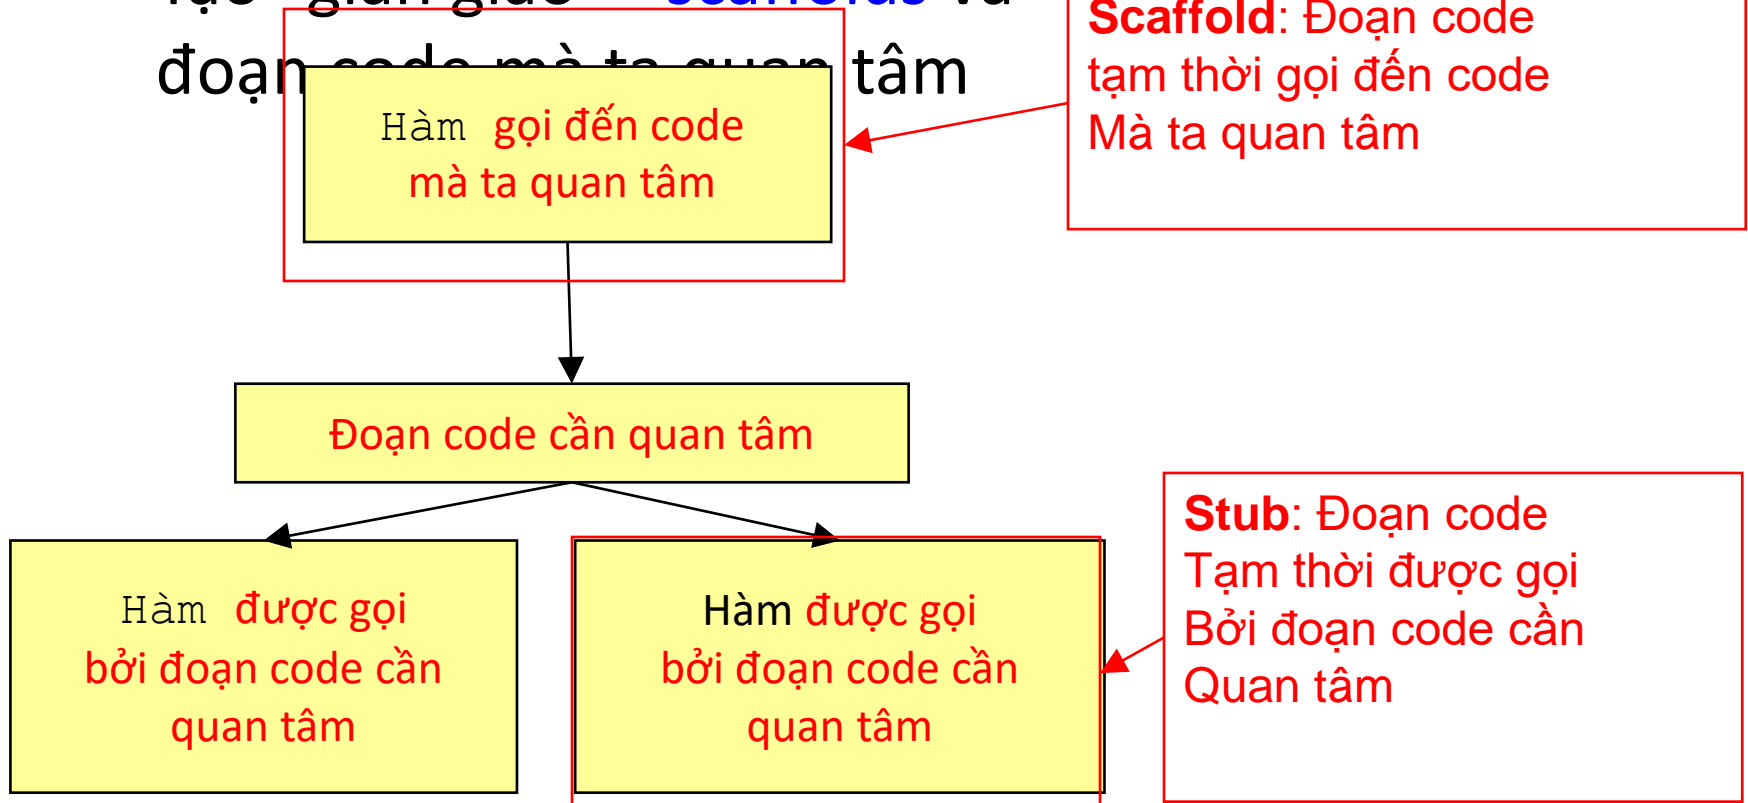 scaffolds và
đoạn code mà ta quan tâm
Scaffold: Đoạn code
tạm thời gọi đến code
Mà ta quan tâm
Hàm gọi đến code
mà ta quan tâm
Đoạn code cần quan tâm
Hàm được gọi
bởi đoạn code cần
quan tâm
Hàm được gọi
bởi đoạn code cần
quan tâm
Stub: Đoạn code
Tạm thời được gọi
Bởi đoạn code cần
Quan tâm